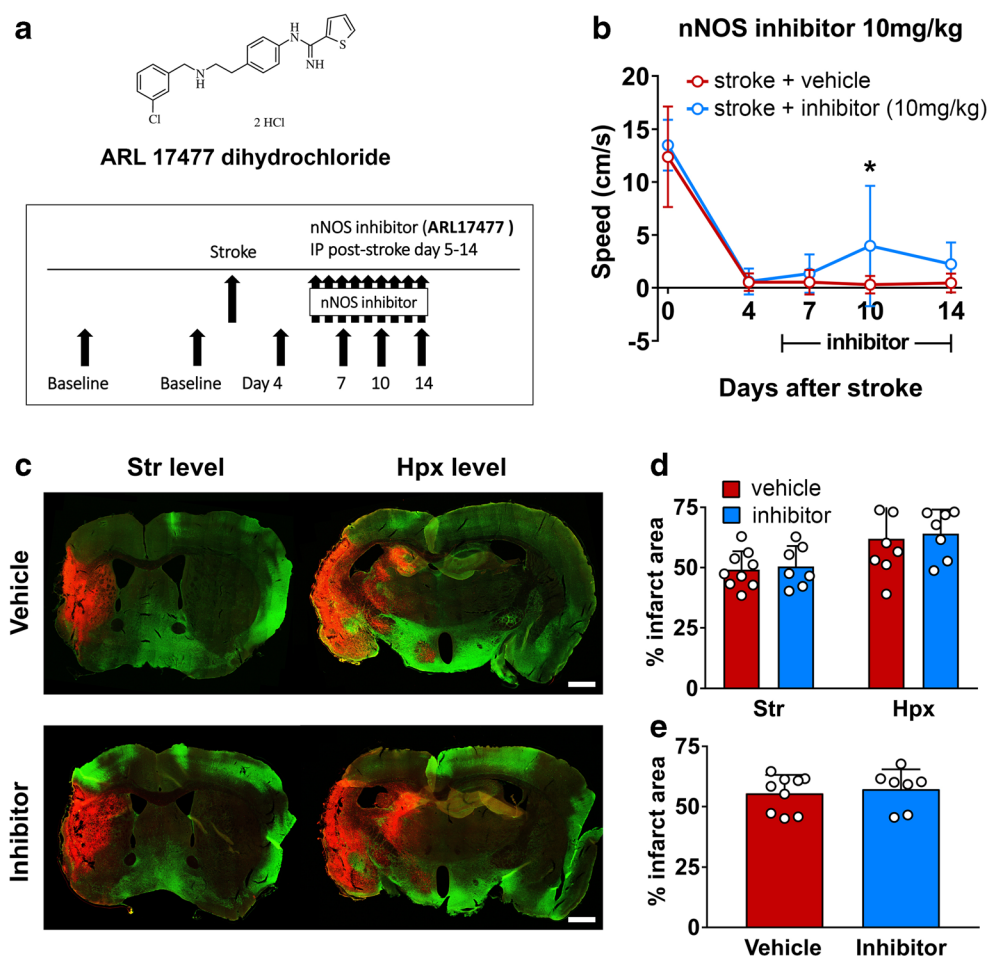 a
H
N
S
N
H
NH
Cl
2 HCl
ARL 17477 dihydrochloride
nNOS inhibitor (ARL17477 )
IP post-stroke day 5-14
Stroke
nNOS inhibitor
Baseline
Baseline
Day 4
7
10
14
b
nNOS inhibitor 10mg/kg
stroke + vehicle
stroke + inhibitor (10mg/kg)
Speed (cm/s)
20
15
10
5
0
-5
*
0
4
7
10
14
inhibitor
Days after stroke
c
Str level
Hpx level
Vehicle
Inhibitor
d
vehicle
inhibitor
% infarct area
75
50
25
0
Str
Hpx
e
% infarct area
75
50
25
0
Vehicle
Inhibitor